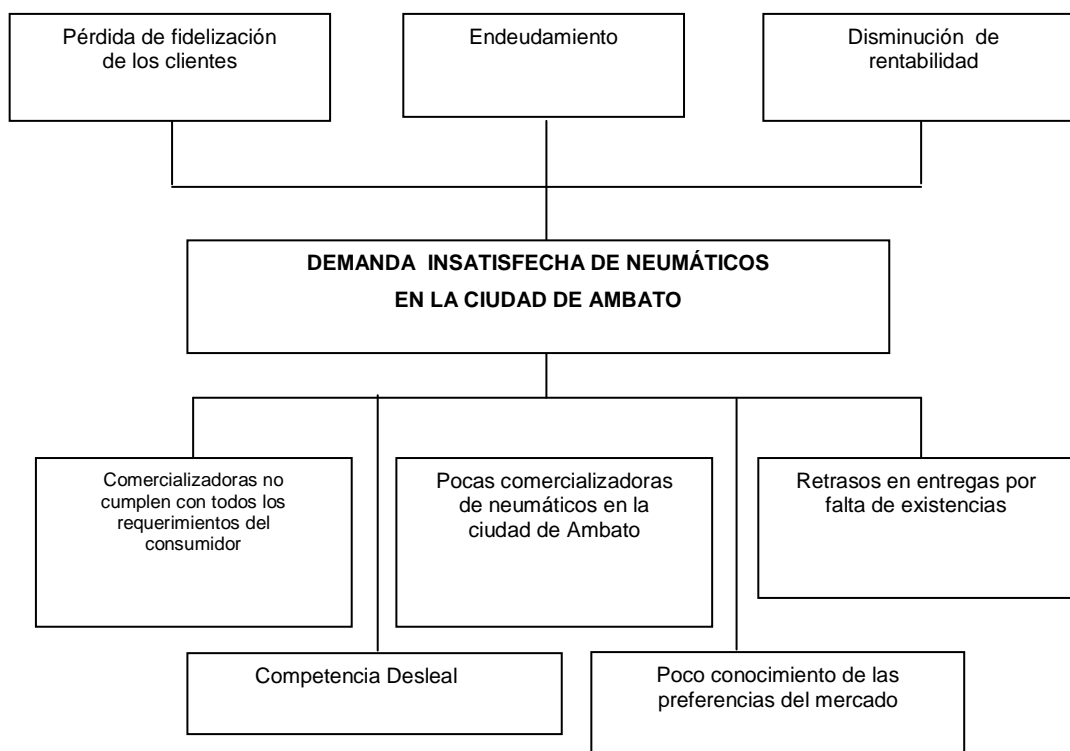 Pérdida de fidelización
de los clientes
Endeudamiento
Disminución de
rentabilidad
DEMANDA INSATISFECHA DE NEUMÁTICOS
EN LA CIUDAD DE AMBATO
Comercializadoras no
cumplen con todos los
requerimientos del
consumidor
Pocas comercializadoras
de neumáticos en la
ciudad de Ambato
Retrasos en entregas por
falta de existencias
Competencia Desleal
Poco conocimiento de las
preferencias del mercado